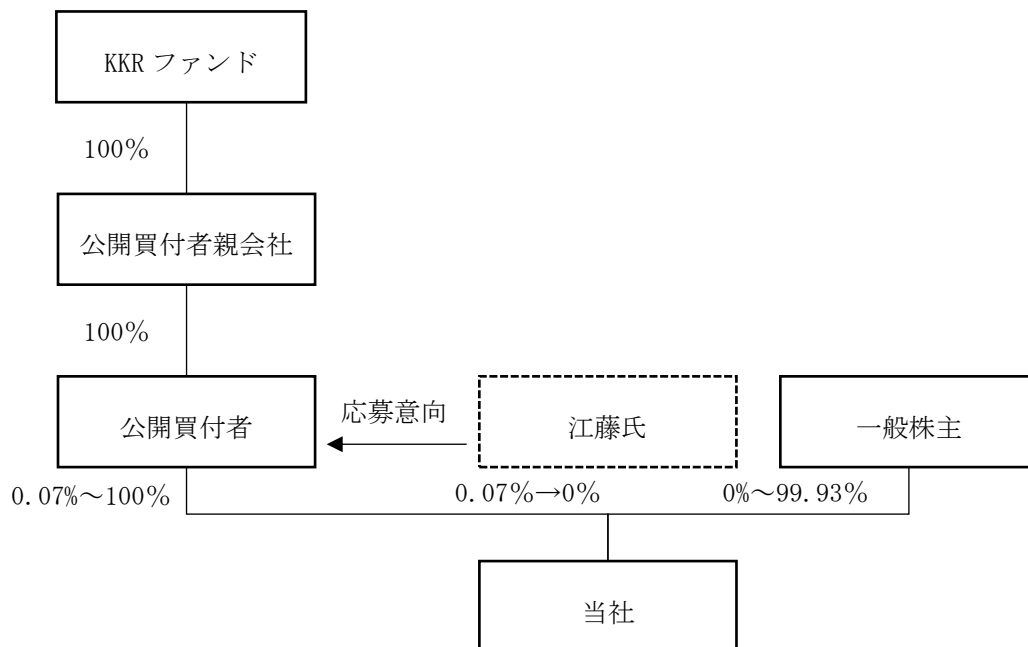 KKR ファンド
100%
公開買付者親会社
100%
公開買付者
応募意向
江藤氏
一般株主
0.07%～100%
0.07%→0%
0%～99.93%
当社